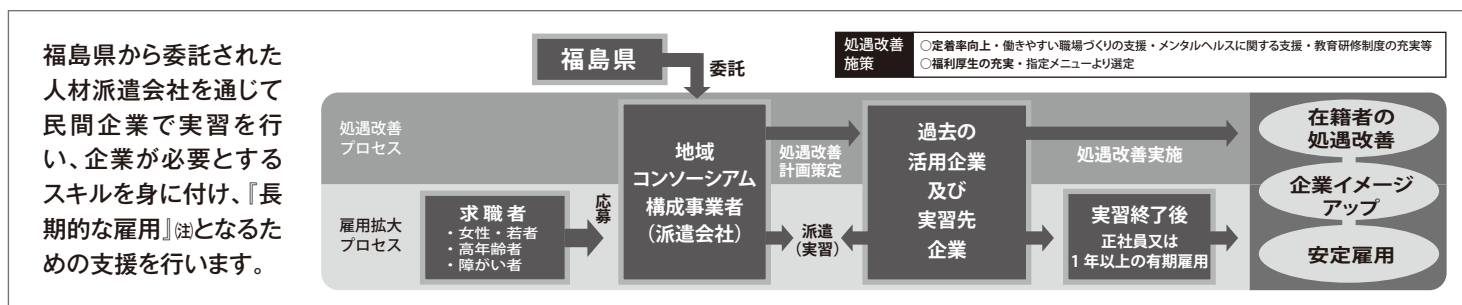 福島県から委託された
人材派遣会社を通じて
民間企業で実習を行
い、企業が必要とする
スキルを身に付け、『長
期的な雇用』㊟となるた
めの支援を行います。
福島県
委託
処遇改善
施策
○定着率向上・働きやすい職場づくりの支援・メンタルヘルスに関する支援・教育研修制度の充実等
○福利厚生の充実・指定メニューより選定
処遇改善
プロセス
雇用拡大
プロセス
求職者
・女性・若者
・高年齢者
・障がい者
応募
地域
コンソーシアム
構成事業者
(派遣会社)
処遇改善
計画策定
派遣
(実習)
過去の
活用企業
及び
実習先
企業
処遇改善実施
実習終了後
正社員又は
1年以上の有期雇用
在籍者の
処遇改善
企業イメージ
アップ
安定雇用